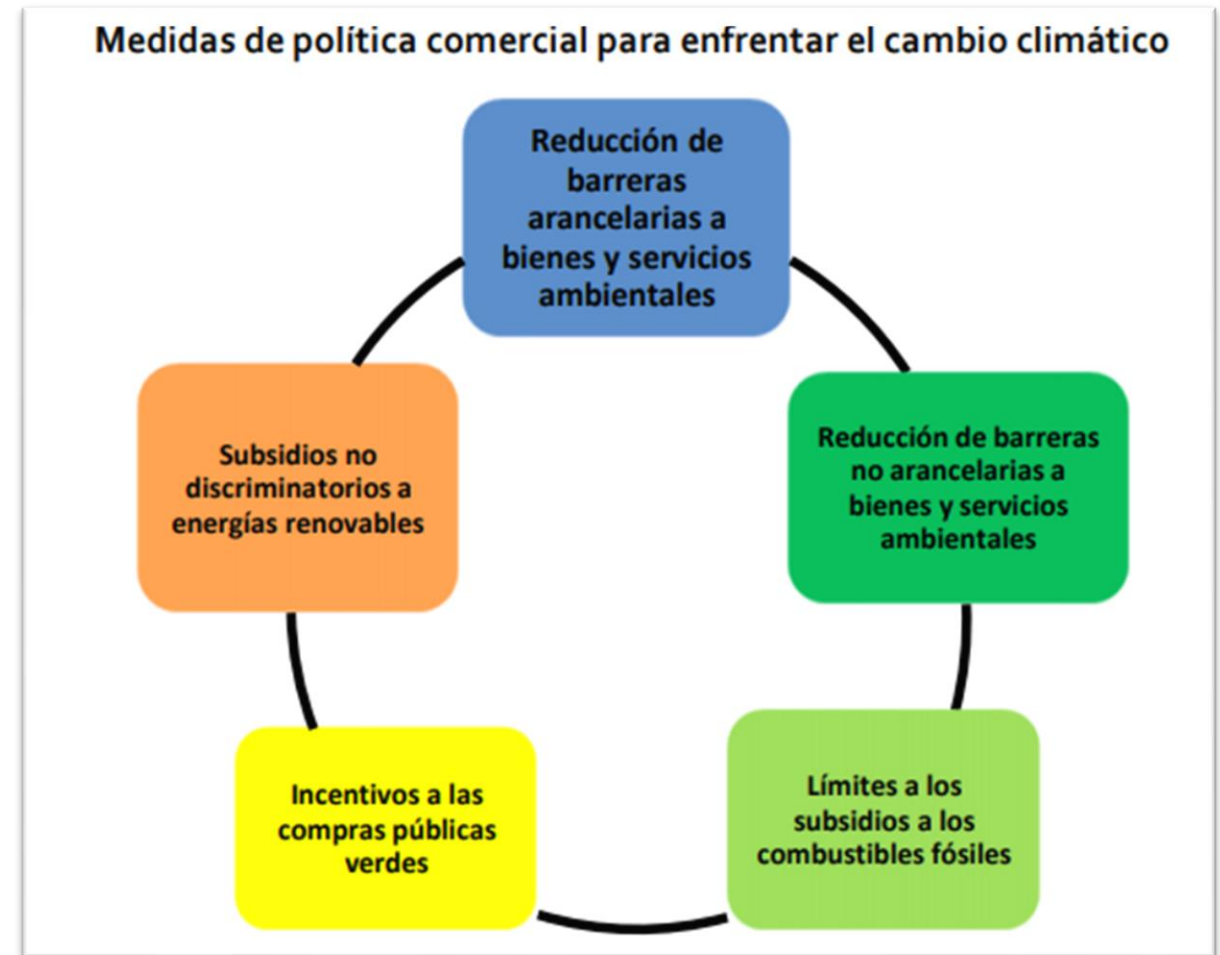 Medidas de política comercial para enfrentar el cambio climático
Reducción de
barreras
arancelarias a
bienes y servicios
ambientales
Reducción de barreras
no arancelarias a
bienes y servicios
ambientales
Límites a los
subsidios a los
combustibles fósiles
Incentivos a las
compras públicas
verdes
Subsidios no
discriminatorios a
energías renovables